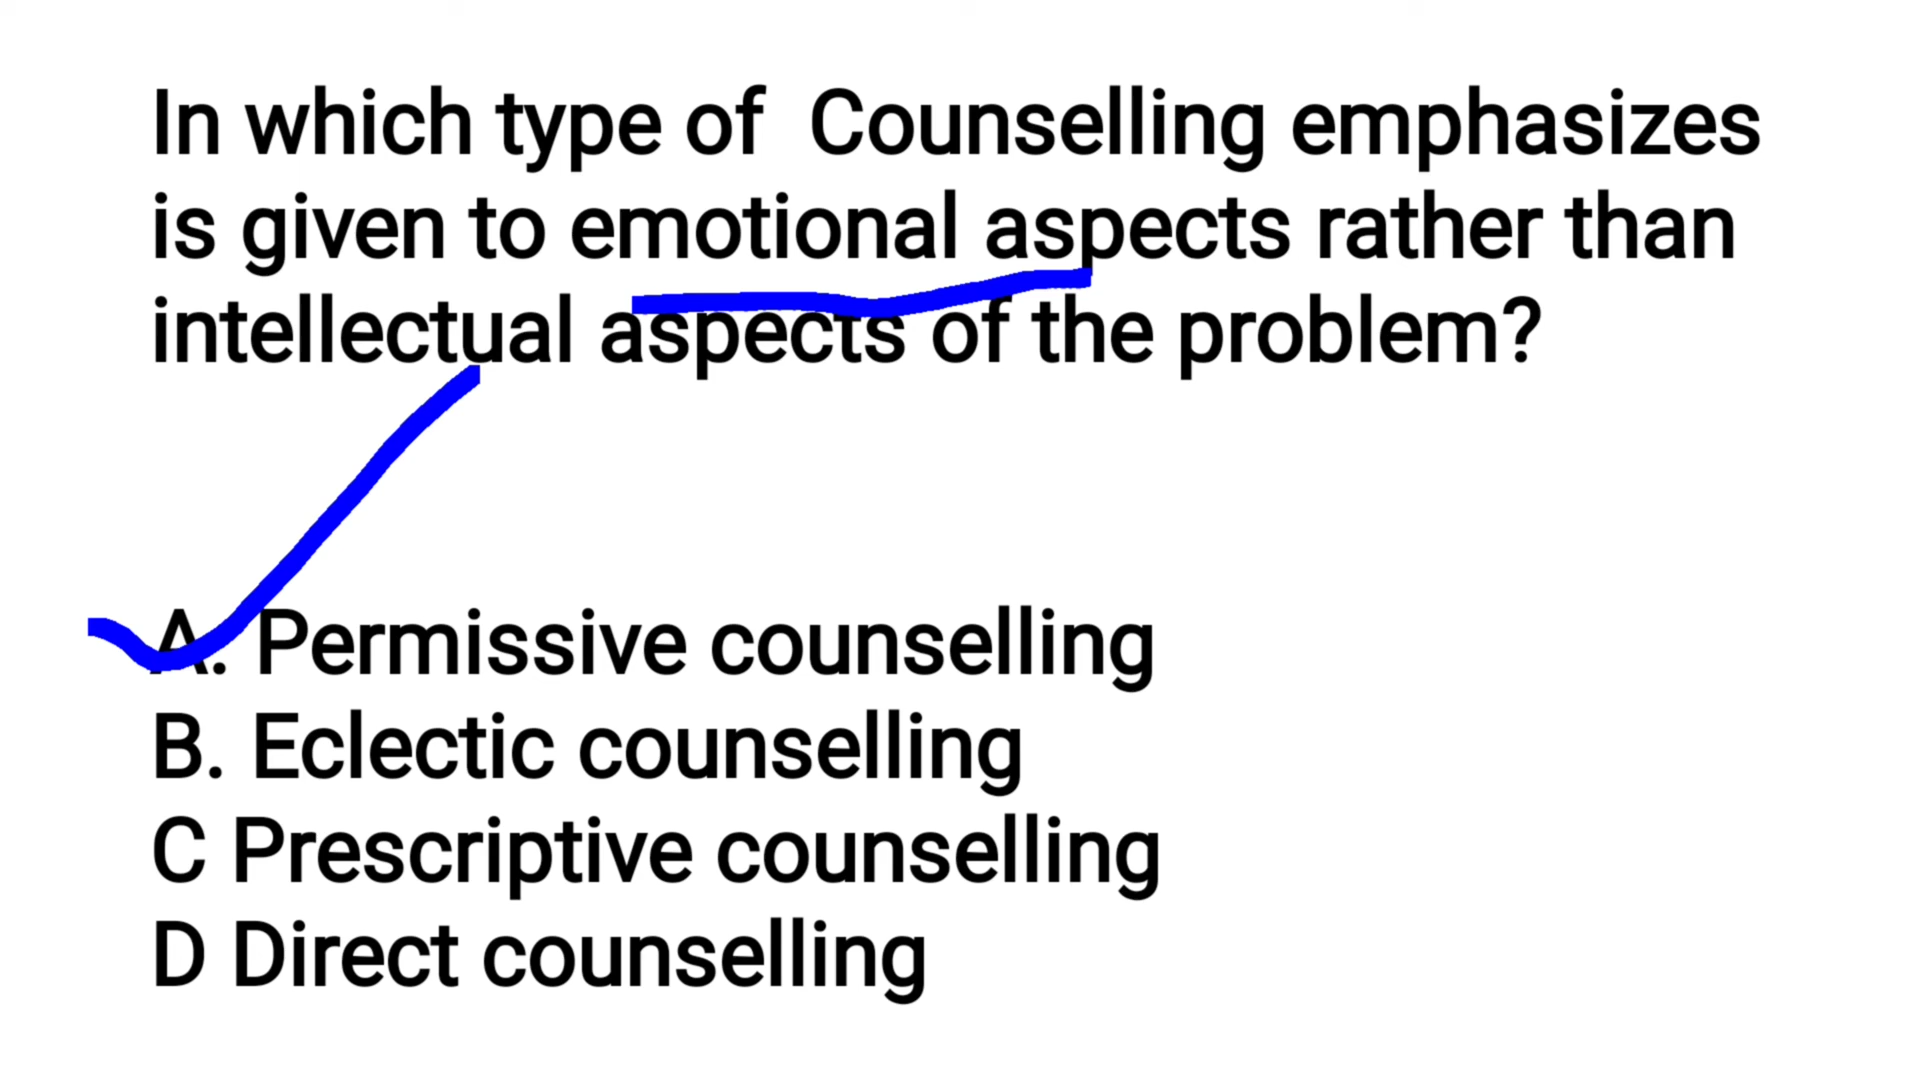 In which type of  Counselling emphasizes
is given to emotional aspects rather than
intellectual aspects of the problem?
A. Permissive counselling
B. Eclectic counselling
C Prescriptive counselling
D Direct counselling